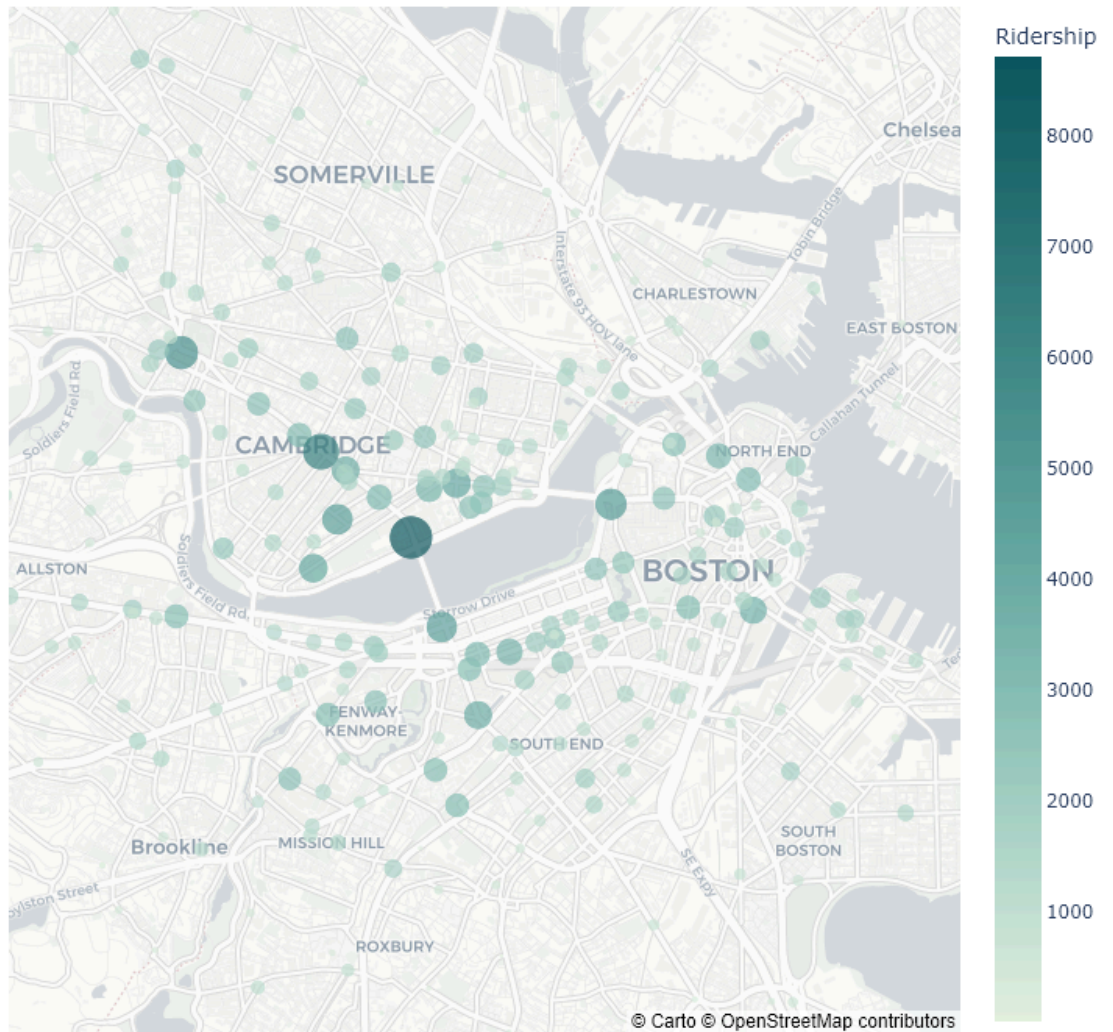 Ridership
Chelsea
8000
SOMERVILLE
Tobin Bridge
7000
Interstate 93 HOV lane
CHARLESTOWN
EAST BOSTON
6000
Soldiers Field Rd
Callahan Tunnel
CAMBRIDGE
NORTH END
5000
ALLSTON
Soldiers Field Rd,
BOSTON
4000
Storrow Drive
Ted
3000
FENWAY-
KENMORE
SOUTH END
2000
Brookline
MISSION HILL
SOUTH
BOSTON
SE Expy
oylston Street
1000
ROXBURY
© Carto © OpenStreetMap contributors